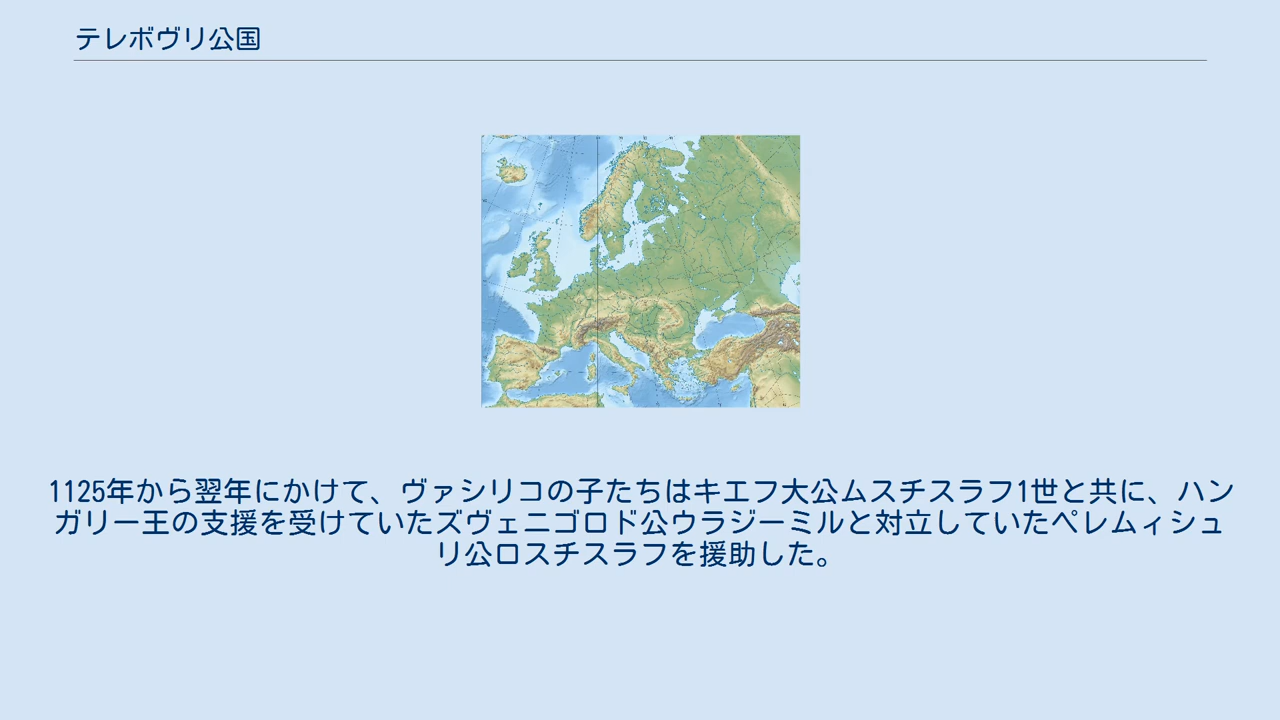 テレボヴリ公国
1125年から翌年にかけて、ヴァシリコの子たちはキエフ大公ムスチスラフ1世と共に、ハン
ガリー王の支援を受けていたズヴェニゴロド公ウラジーミルと対立していたペレムィシュ
リ公ロスチスラフを援助した。